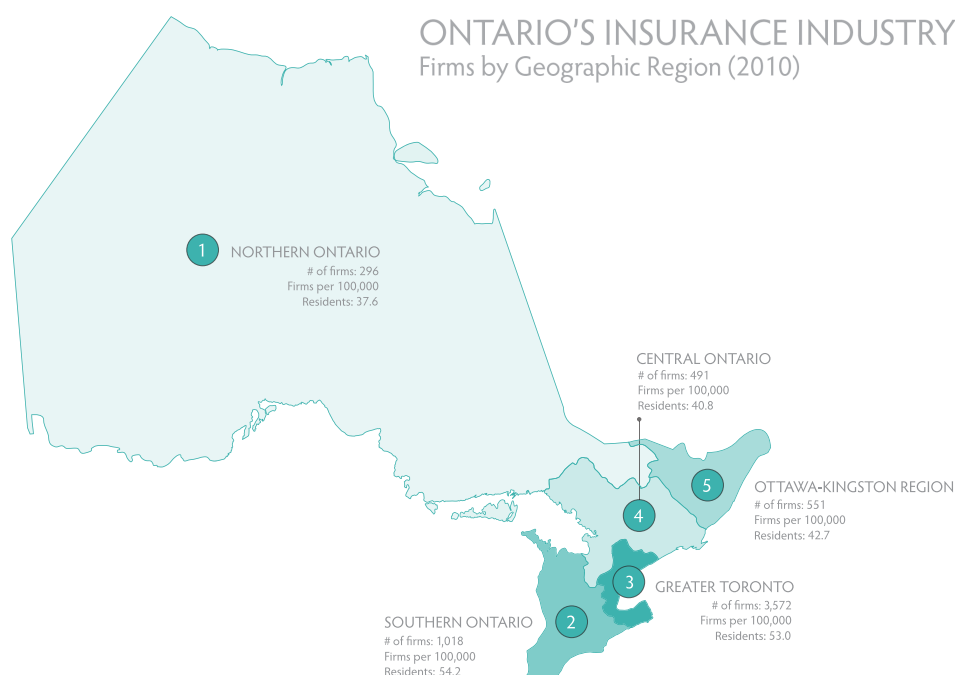 ONTARIO'S INSURANCE INDUSTRY
Firms by Geographic Region (2010)
1
NORTHERN ONTARIO
# of firms: 296
Firms per 100,000
Residents: 37.6
CENTRAL ONTARIO
# of firms: 491
Firms per 100,000
Residents: 40.8
4
5
OTTAWA-KINGSTON REGION
# of firms: 551
Firms per 100,000
Residents: 42.7
3
GREATER TORONTO
# of firms: 3,572
Firms per 100,000
Residents: 53.0
2
SOUTHERN ONTARIO
# of firms: 1,018
Firms per 100,000
Residents: 54.2